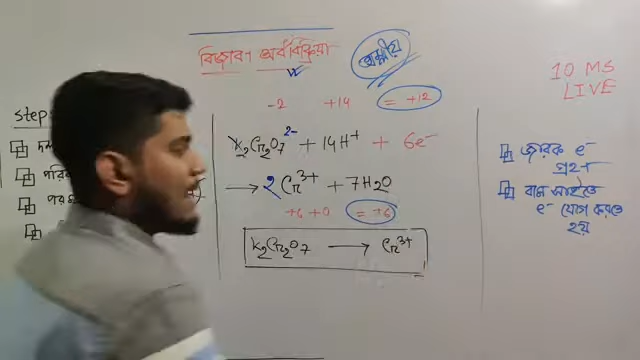 বিজারণ অর্ধবিক্রিয়া
10 MS
LIVE
-2 +14 = +12
step
K₂Cr₂O₇²⁻ + 14H⁺ + 6e⁻
→ 2Cr³⁺ + 7H₂O
+6 +0 = +6
K₂Cr₂O₇ → Cr³⁺
জারক e⁻
গ্রহণ
বাম সাইডে
e⁻ যোগ করতে
হয়